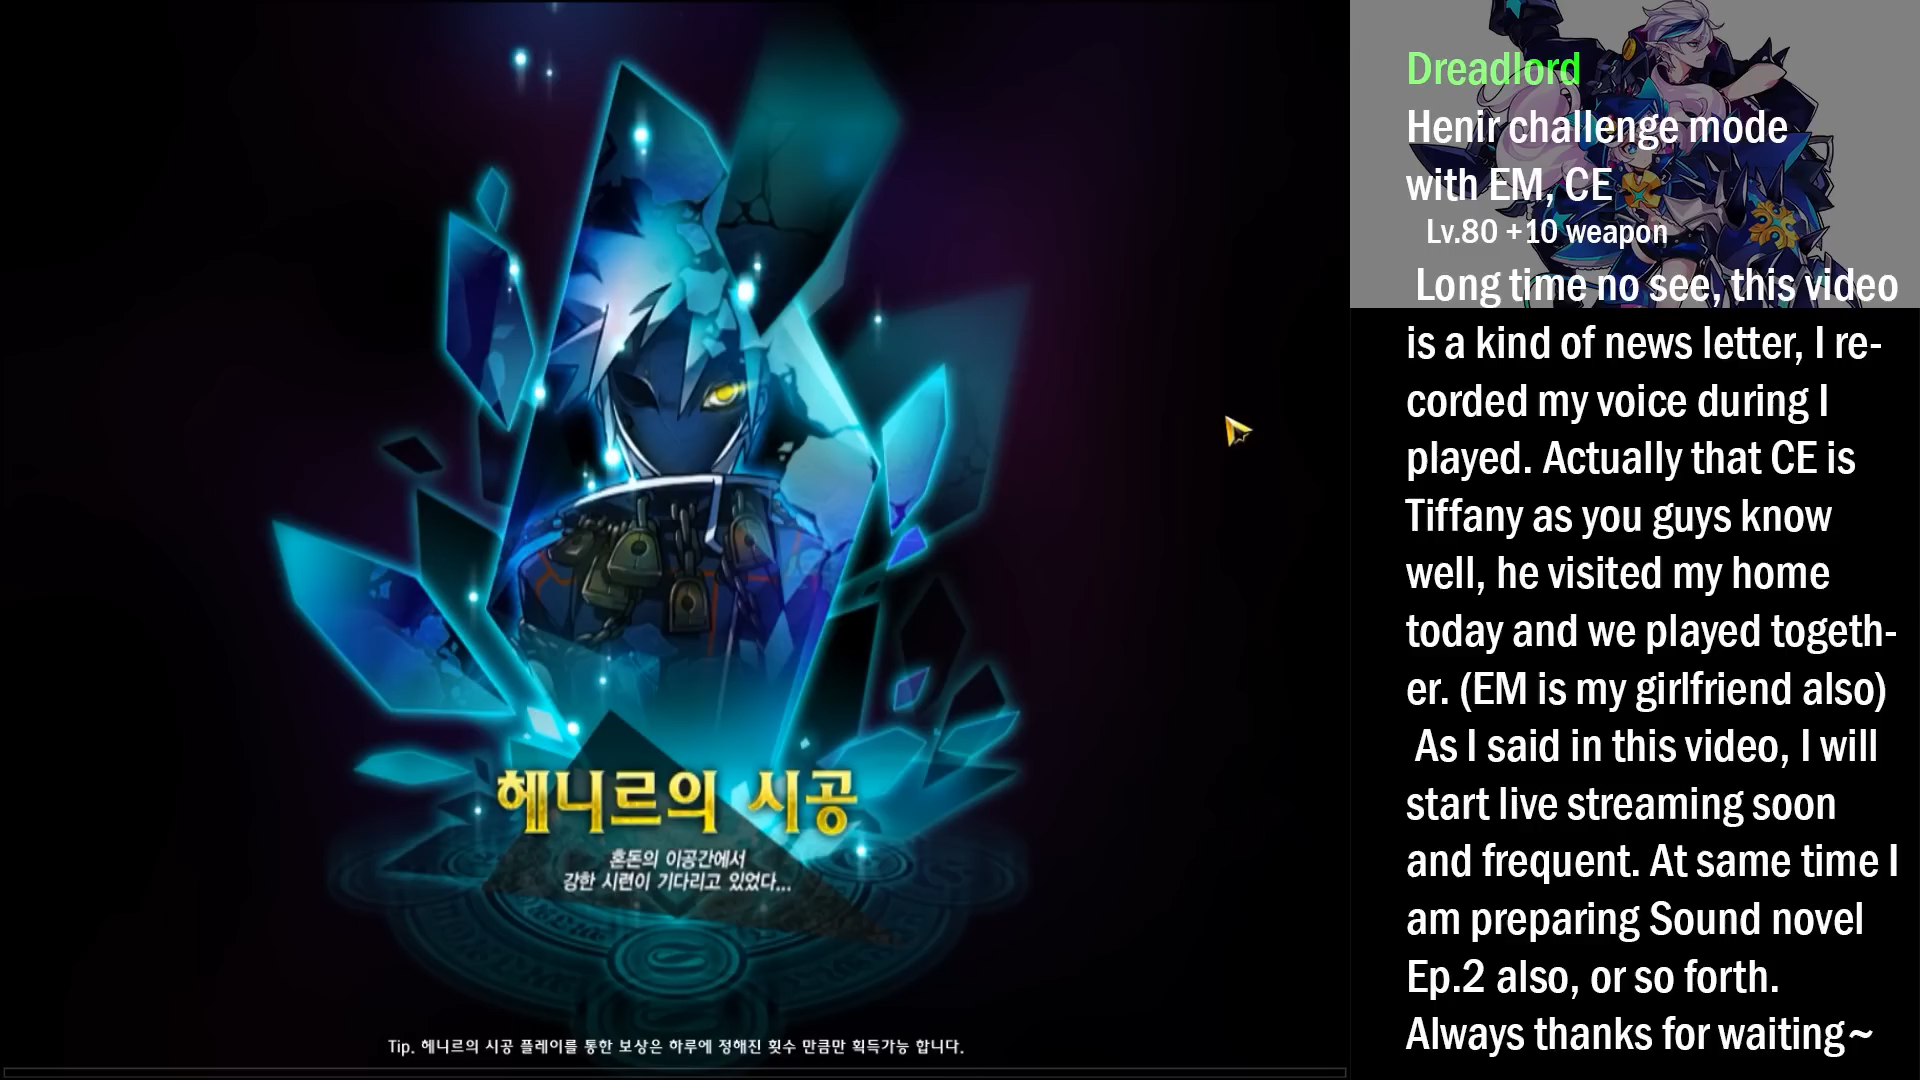 헤니르의 시공
혼돈의 이공간에서
강한 시련이 기다리고 있었다...
Tip. 헤니르의 시공 플레이를 통한 보상은 하루에 정해진 횟수 만큼만 획득가능 합니다.
Dreadlord
Henir challenge mode
with EM, CE
Lv.80 +10 weapon
Long time no see, this video
is a kind of news letter, I re-
corded my voice during I
played. Actually that CE is
Tiffany as you guys know
well, he visited my home
today and we played togeth-
er. (EM is my girlfriend also)
As I said in this video, I will
start live streaming soon
and frequent. At same time I
am preparing Sound novel
Ep.2 also, or so forth.
Always thanks for waiting~